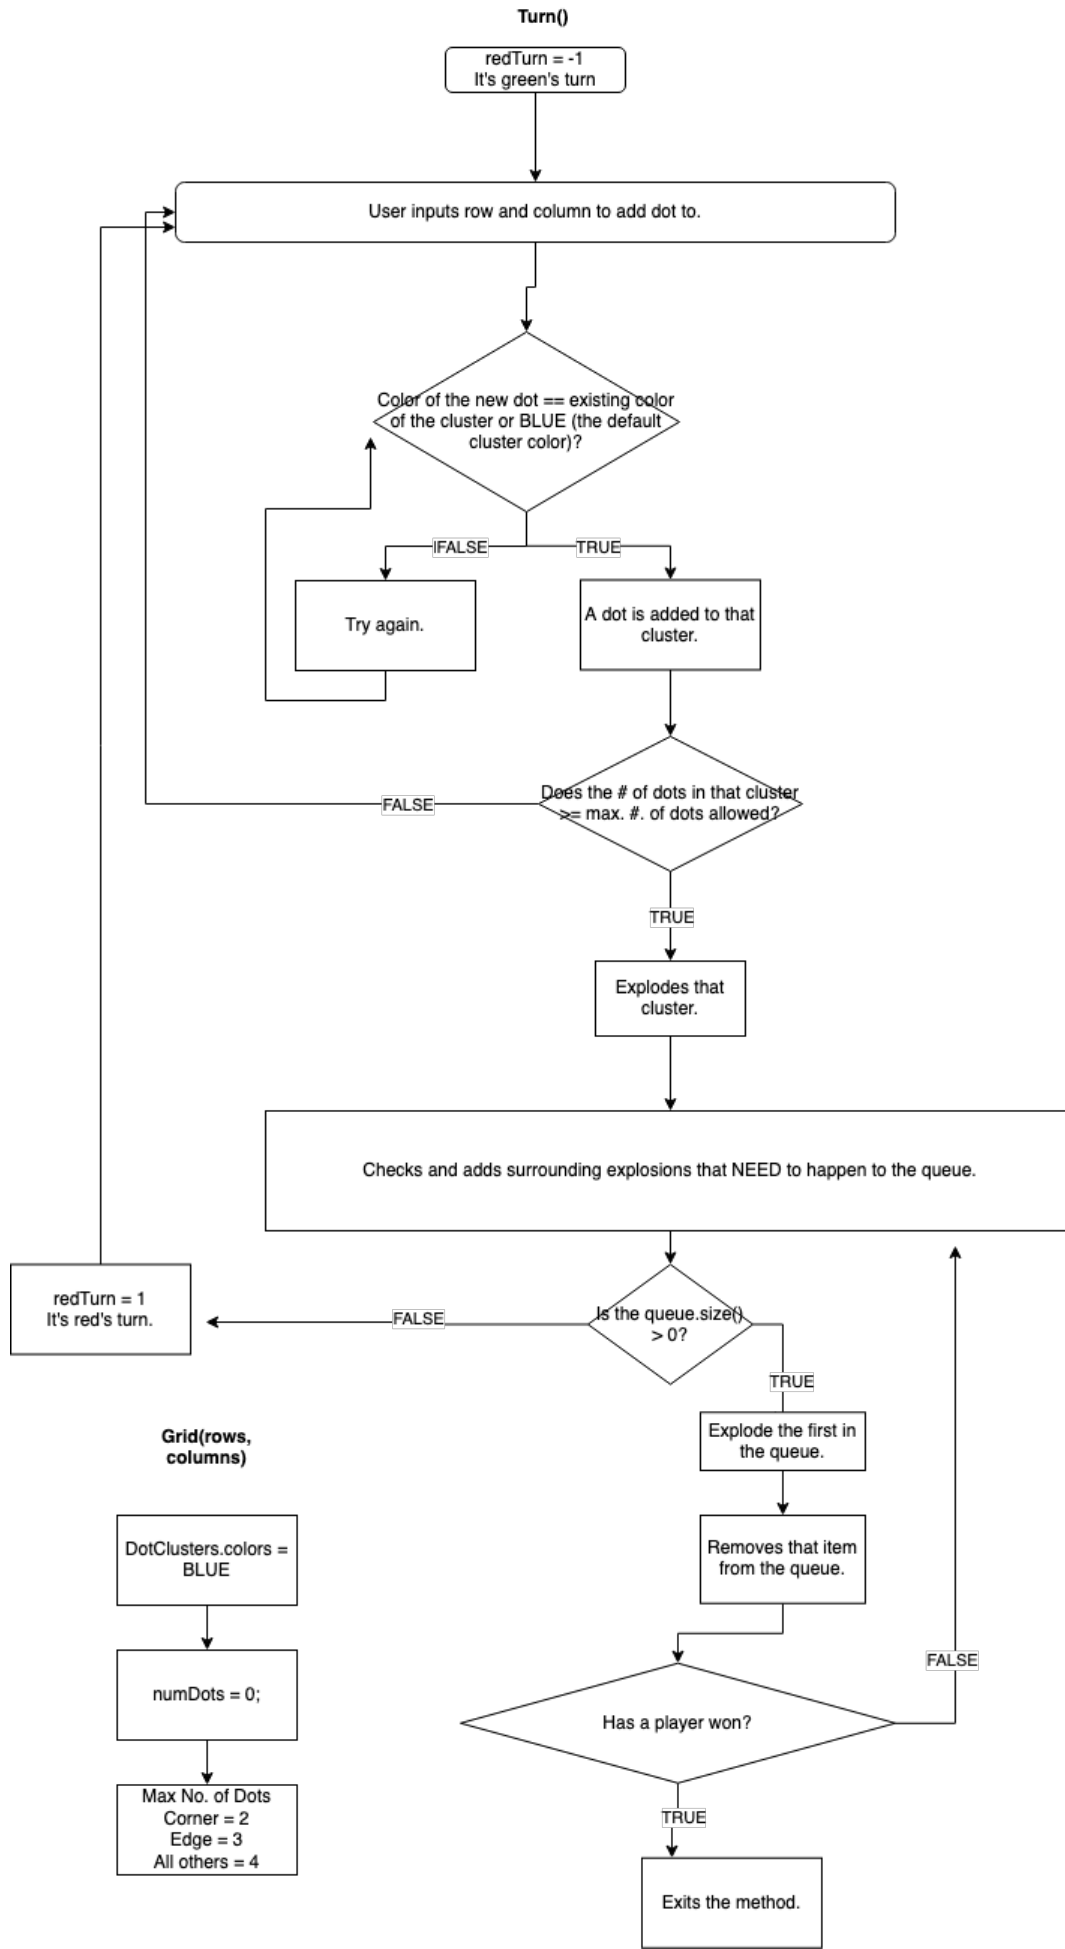 Turn()
redTurn = -1
It's green's turn
User inputs row and column to add dot to.
Color of the new dot == existing color
of the cluster or BLUE (the default
cluster color)?
IFALSE
TRUE
Try again.
A dot is added to that
cluster.
Does the # of dots in that cluster
>= max. #. of dots allowed?
FALSE
TRUE
Explodes that
cluster.
Checks and adds surrounding explosions that NEED to happen to the queue.
redTurn = 1
It's red's turn.
FALSE
Is the queue.size()
> 0?
TRUE
Explode the first in
the queue.
Removes that item
from the queue.
FALSE
Has a player won?
TRUE
Exits the method.
Grid(rows,
columns)
DotClusters.colors =
BLUE
numDots = 0;
Max No. of Dots
Corner = 2
Edge = 3
All others = 4